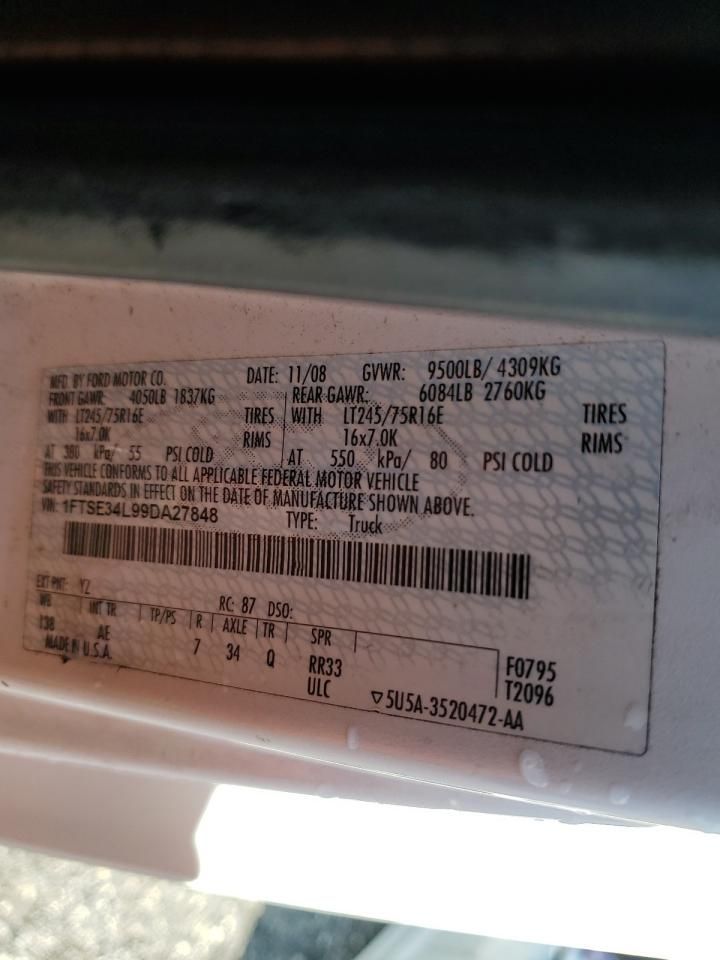 MFD. BY FORD MOTOR CO. DATE: 11/08 GVWR: 9500LB/ 4309KG
FRONT GAWR: 4050LB 1837KG REAR GAWR: 6084LB 2760KG
WITH LT245/75R16E TIRES WITH LT245/75R16E TIRES
16x7.0K RIMS 16x7.0K RIMS
AT 380 kPa/ 55 PSI COLD AT 550 kPa/ 80 PSI COLD
THIS VEHICLE CONFORMS TO ALL APPLICABLE FEDERAL MOTOR VEHICLE
SAFETY STANDARDS IN EFFECT ON THE DATE OF MANUFACTURE SHOWN ABOVE.
VIN: 1FTSE34L99DA27848 TYPE: Truck
EXT PNT: YZ RC: 87 DSO:
WB INT TR TP/PS R AXLE TR SPR
138 AE 7 34 Q RR33 F0795
MADE IN U.S.A. ULC T2096
▽5U5A-3520472-AA